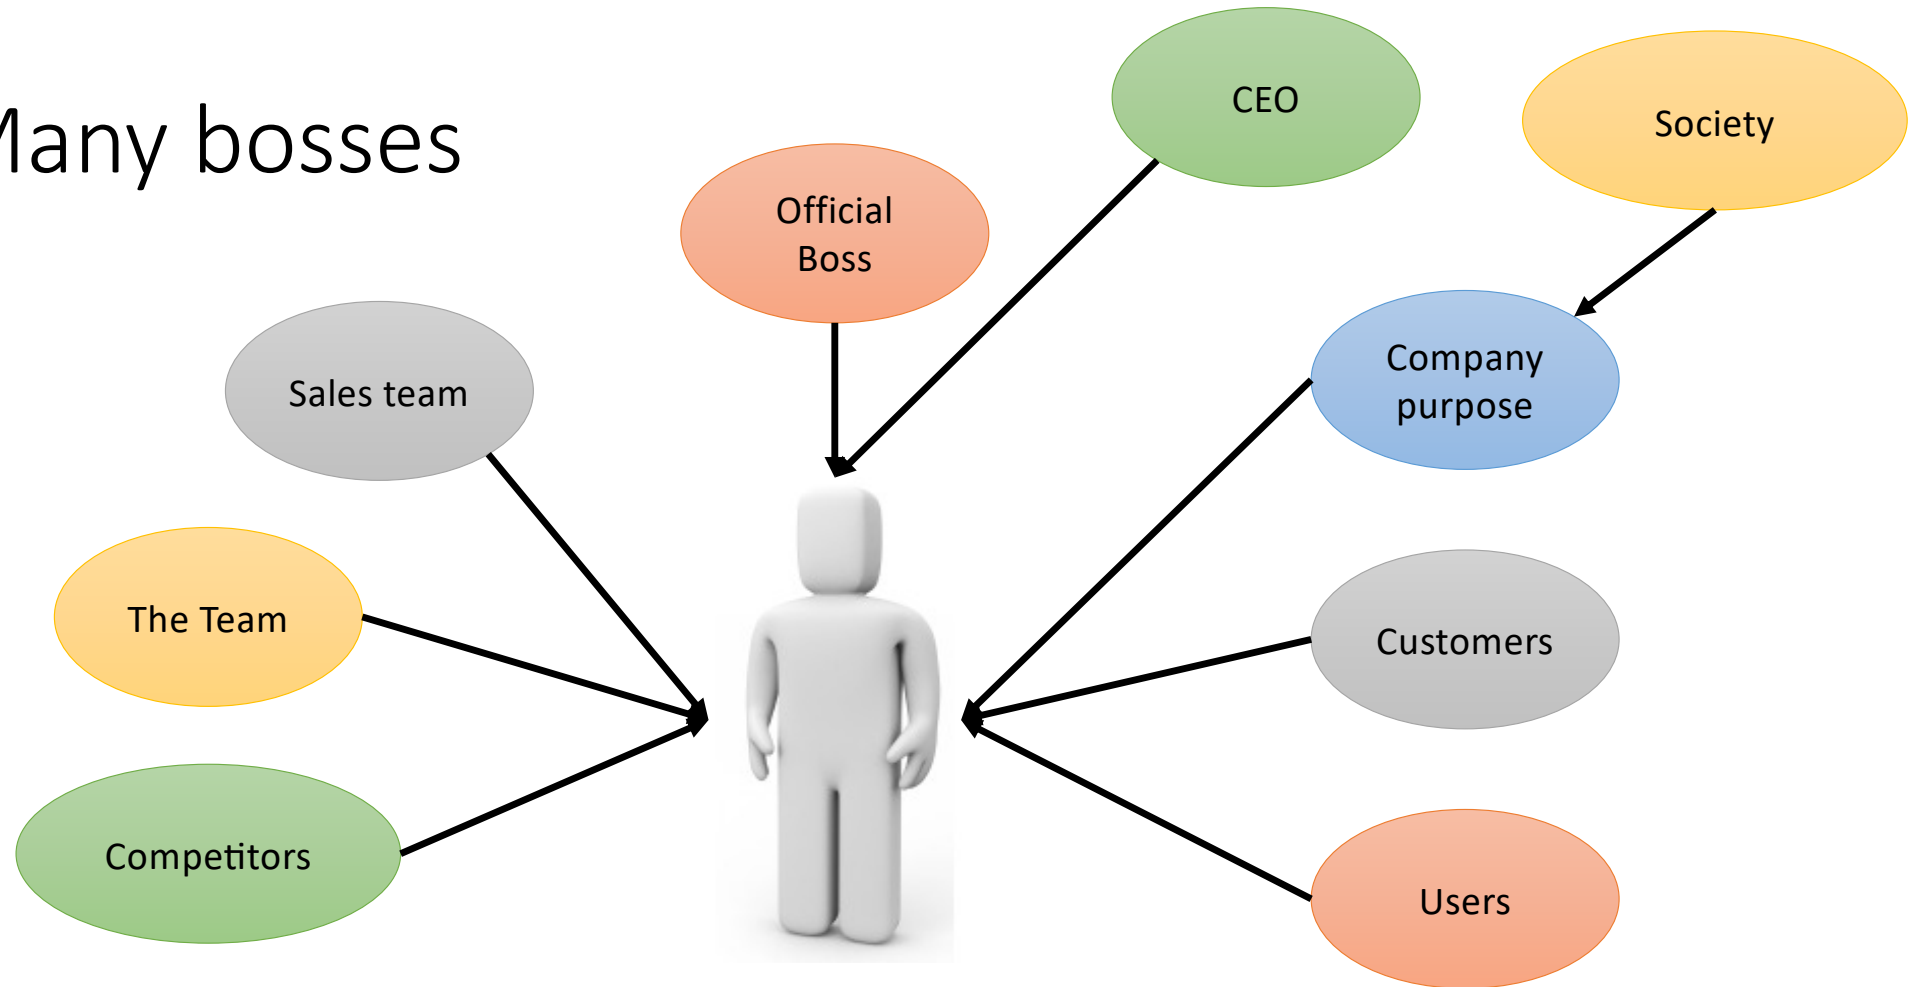 Many bosses
CEO
Society
Official
Boss
Company
purpose
Sales team
The Team
Customers
Competitors
Users